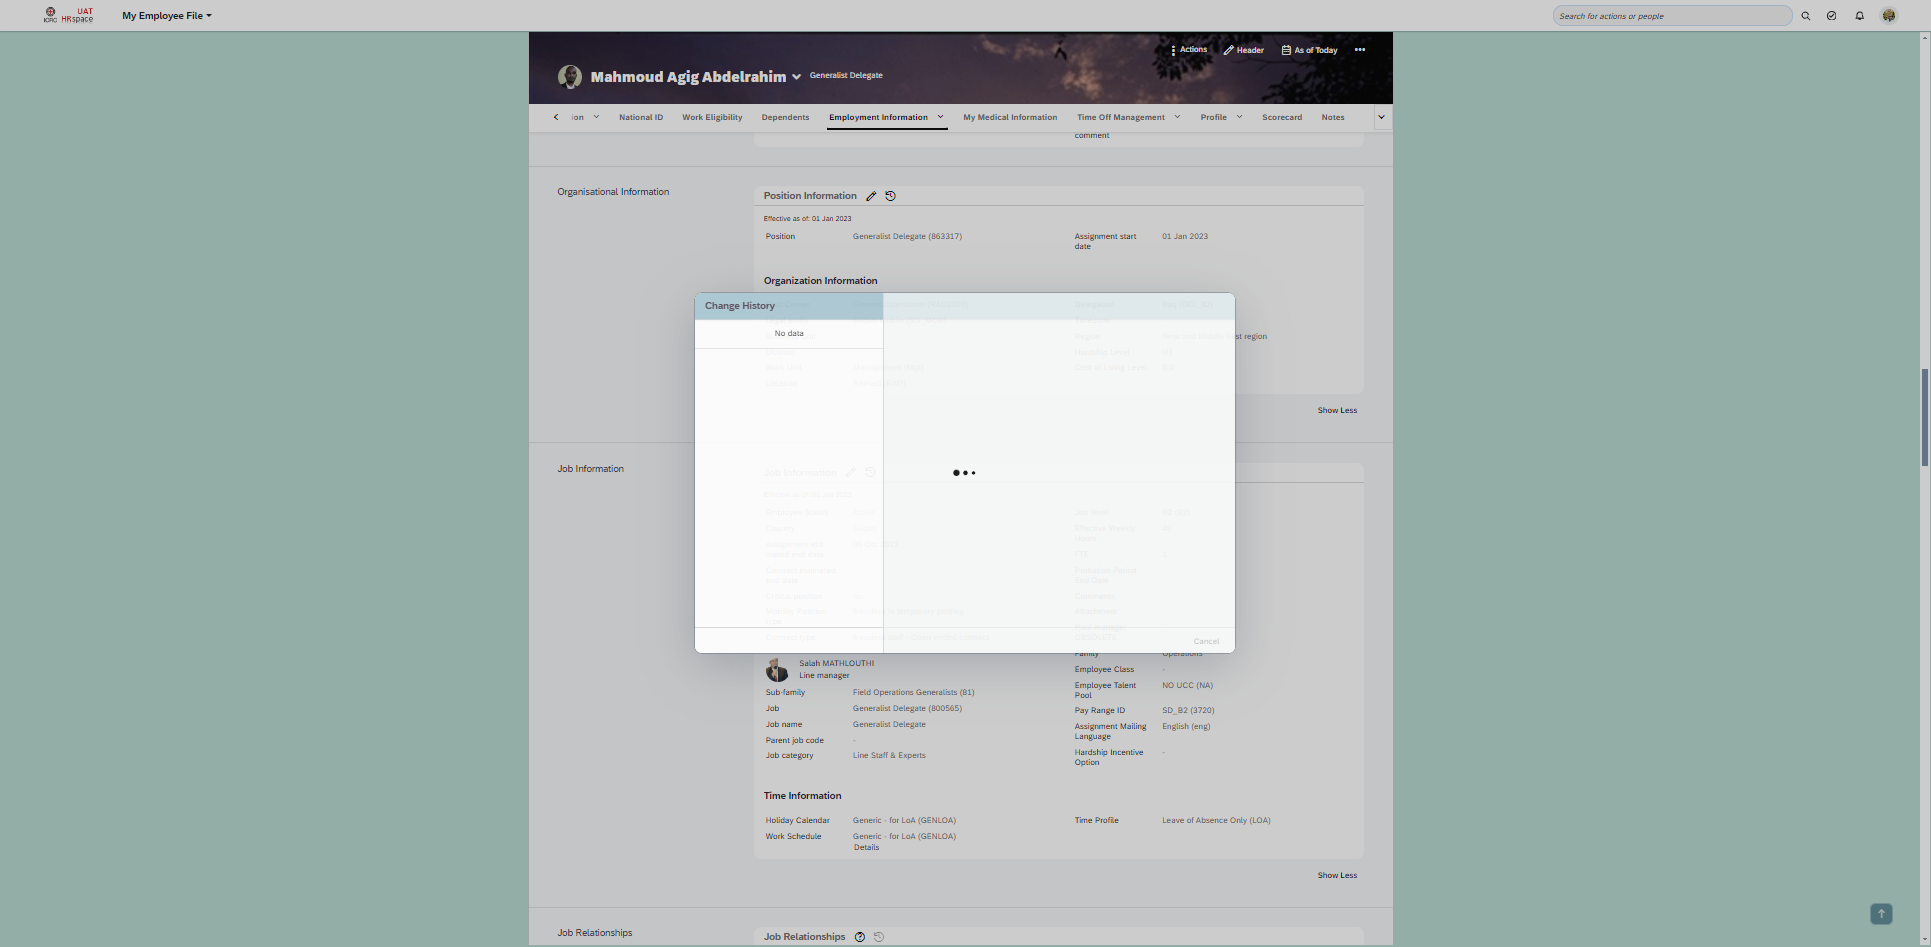 ICRC
UAT
HRspace
My Employee File
Search for actions or people
Actions
Header
As of Today
Mahmoud Agig Abdelrahim
Generalist Delegate
ion
National ID
Work Eligibility
Dependents
Employment Information
My Medical Information
Time Off Management
Profile
Scorecard
Notes
comment
Organisational Information
Position Information
Effective as of: 01 Jan 2023
Position
Generalist Delegate (863317)
Assignment start date
01 Jan 2023
Organization Information
Change History
No data
st region
Show Less
Job Information
Job Information
Cancel
Salah MATHLOUTHI
Line manager
Family
Operations
Employee Class
-
Sub-family
Field Operations Generalists (81)
Employee Talent Pool
NO UCC (NA)
Job
Generalist Delegate (800565)
Pay Range ID
SD_B2 (3720)
Job name
Generalist Delegate
Assignment Mailing Language
English (eng)
Parent job code
-
Job category
Line Staff & Experts
Hardship Incentive Option
-
Time Information
Holiday Calendar
Generic - for LoA (GENLOA)
Time Profile
Leave of Absence Only (LOA)
Work Schedule
Generic - for LoA (GENLOA)
Details
Show Less
Job Relationships
Job Relationships